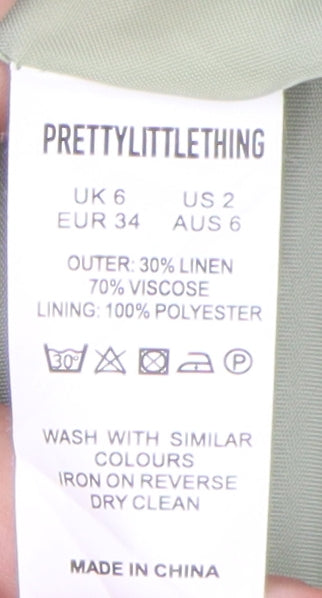 PRETTYLITTLETHING
UK 6 US 2
EUR 34 AUS 6
OUTER: 30% LINEN
70% VISCOSE
LINING: 100% POLYESTER
30° P
WASH WITH SIMILAR
COLOURS
IRON ON REVERSE
DRY CLEAN
MADE IN CHINA